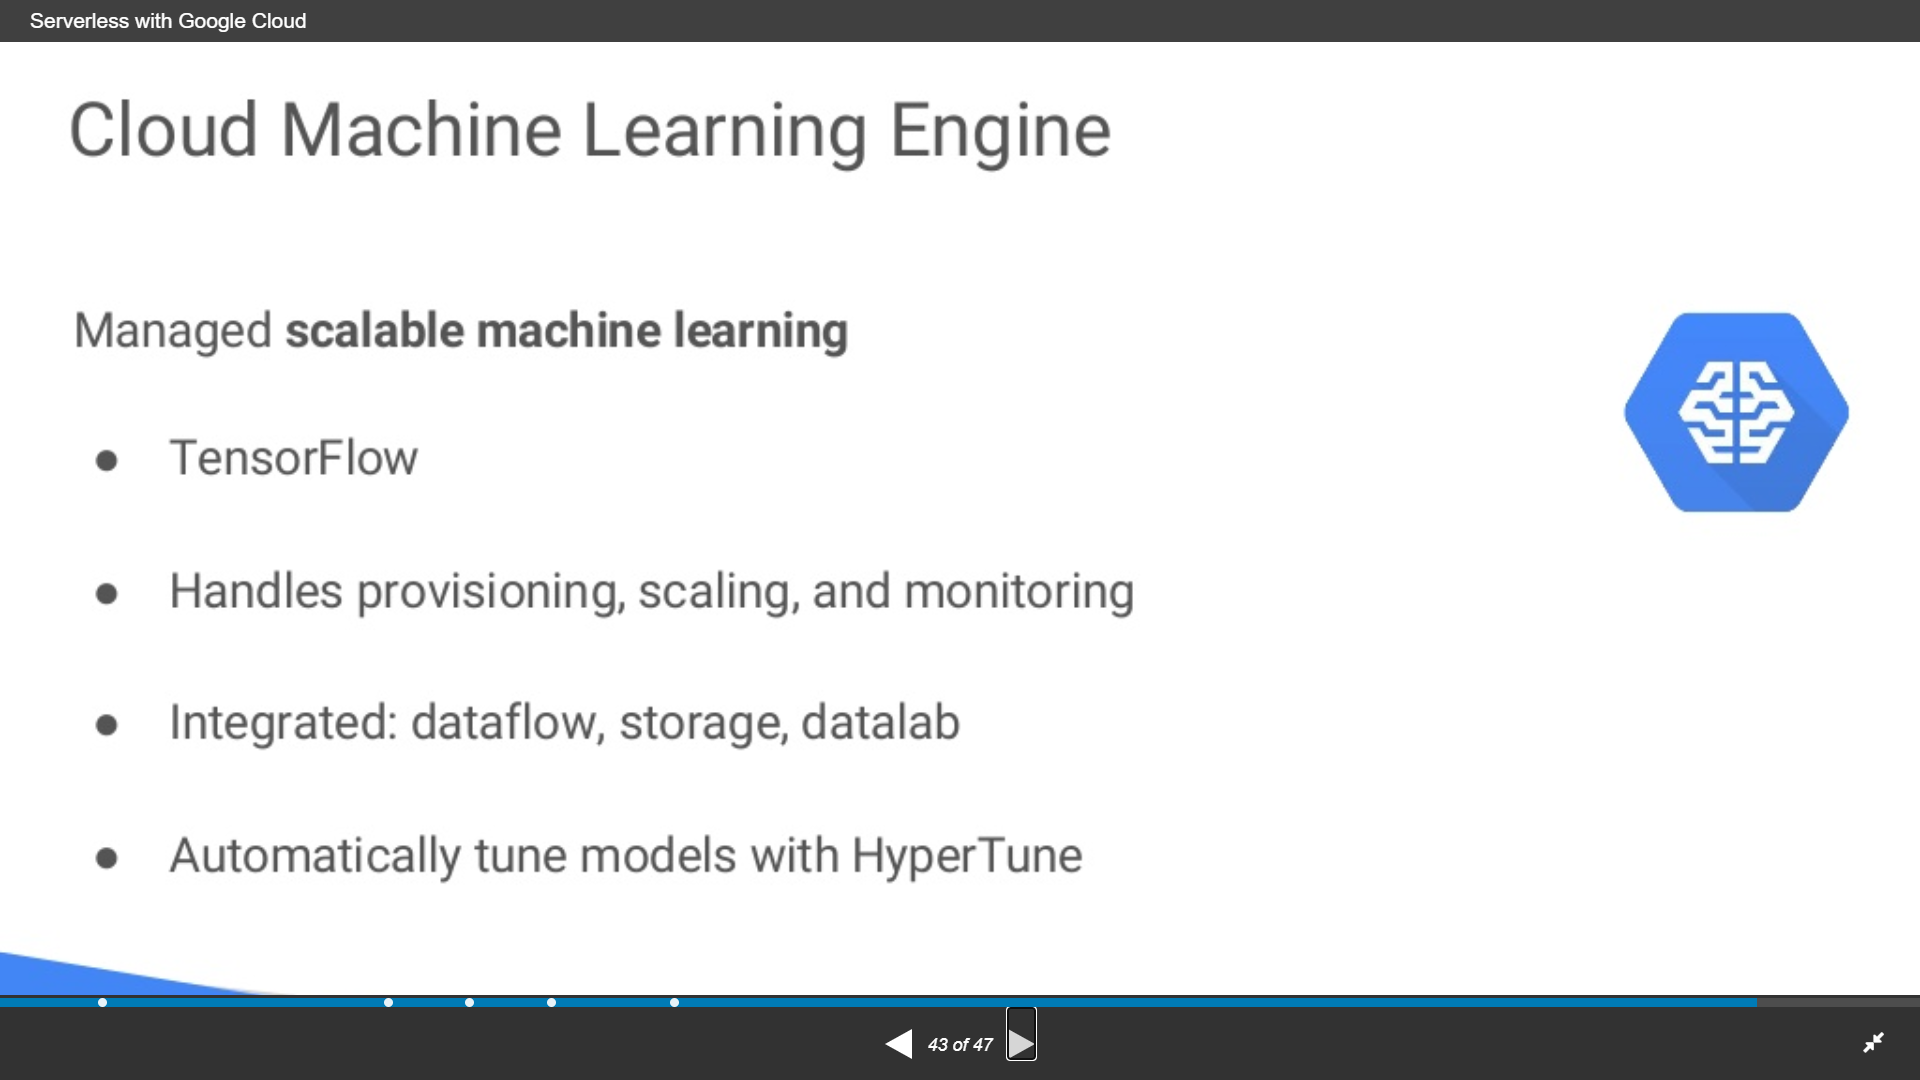 Serverless with Google Cloud
Cloud Machine Learning Engine
Managed scalable machine learning
● TensorFlow
● Handles provisioning, scaling, and monitoring
● Integrated: dataflow, storage, datalab
● Automatically tune models with HyperTune
43 of 47